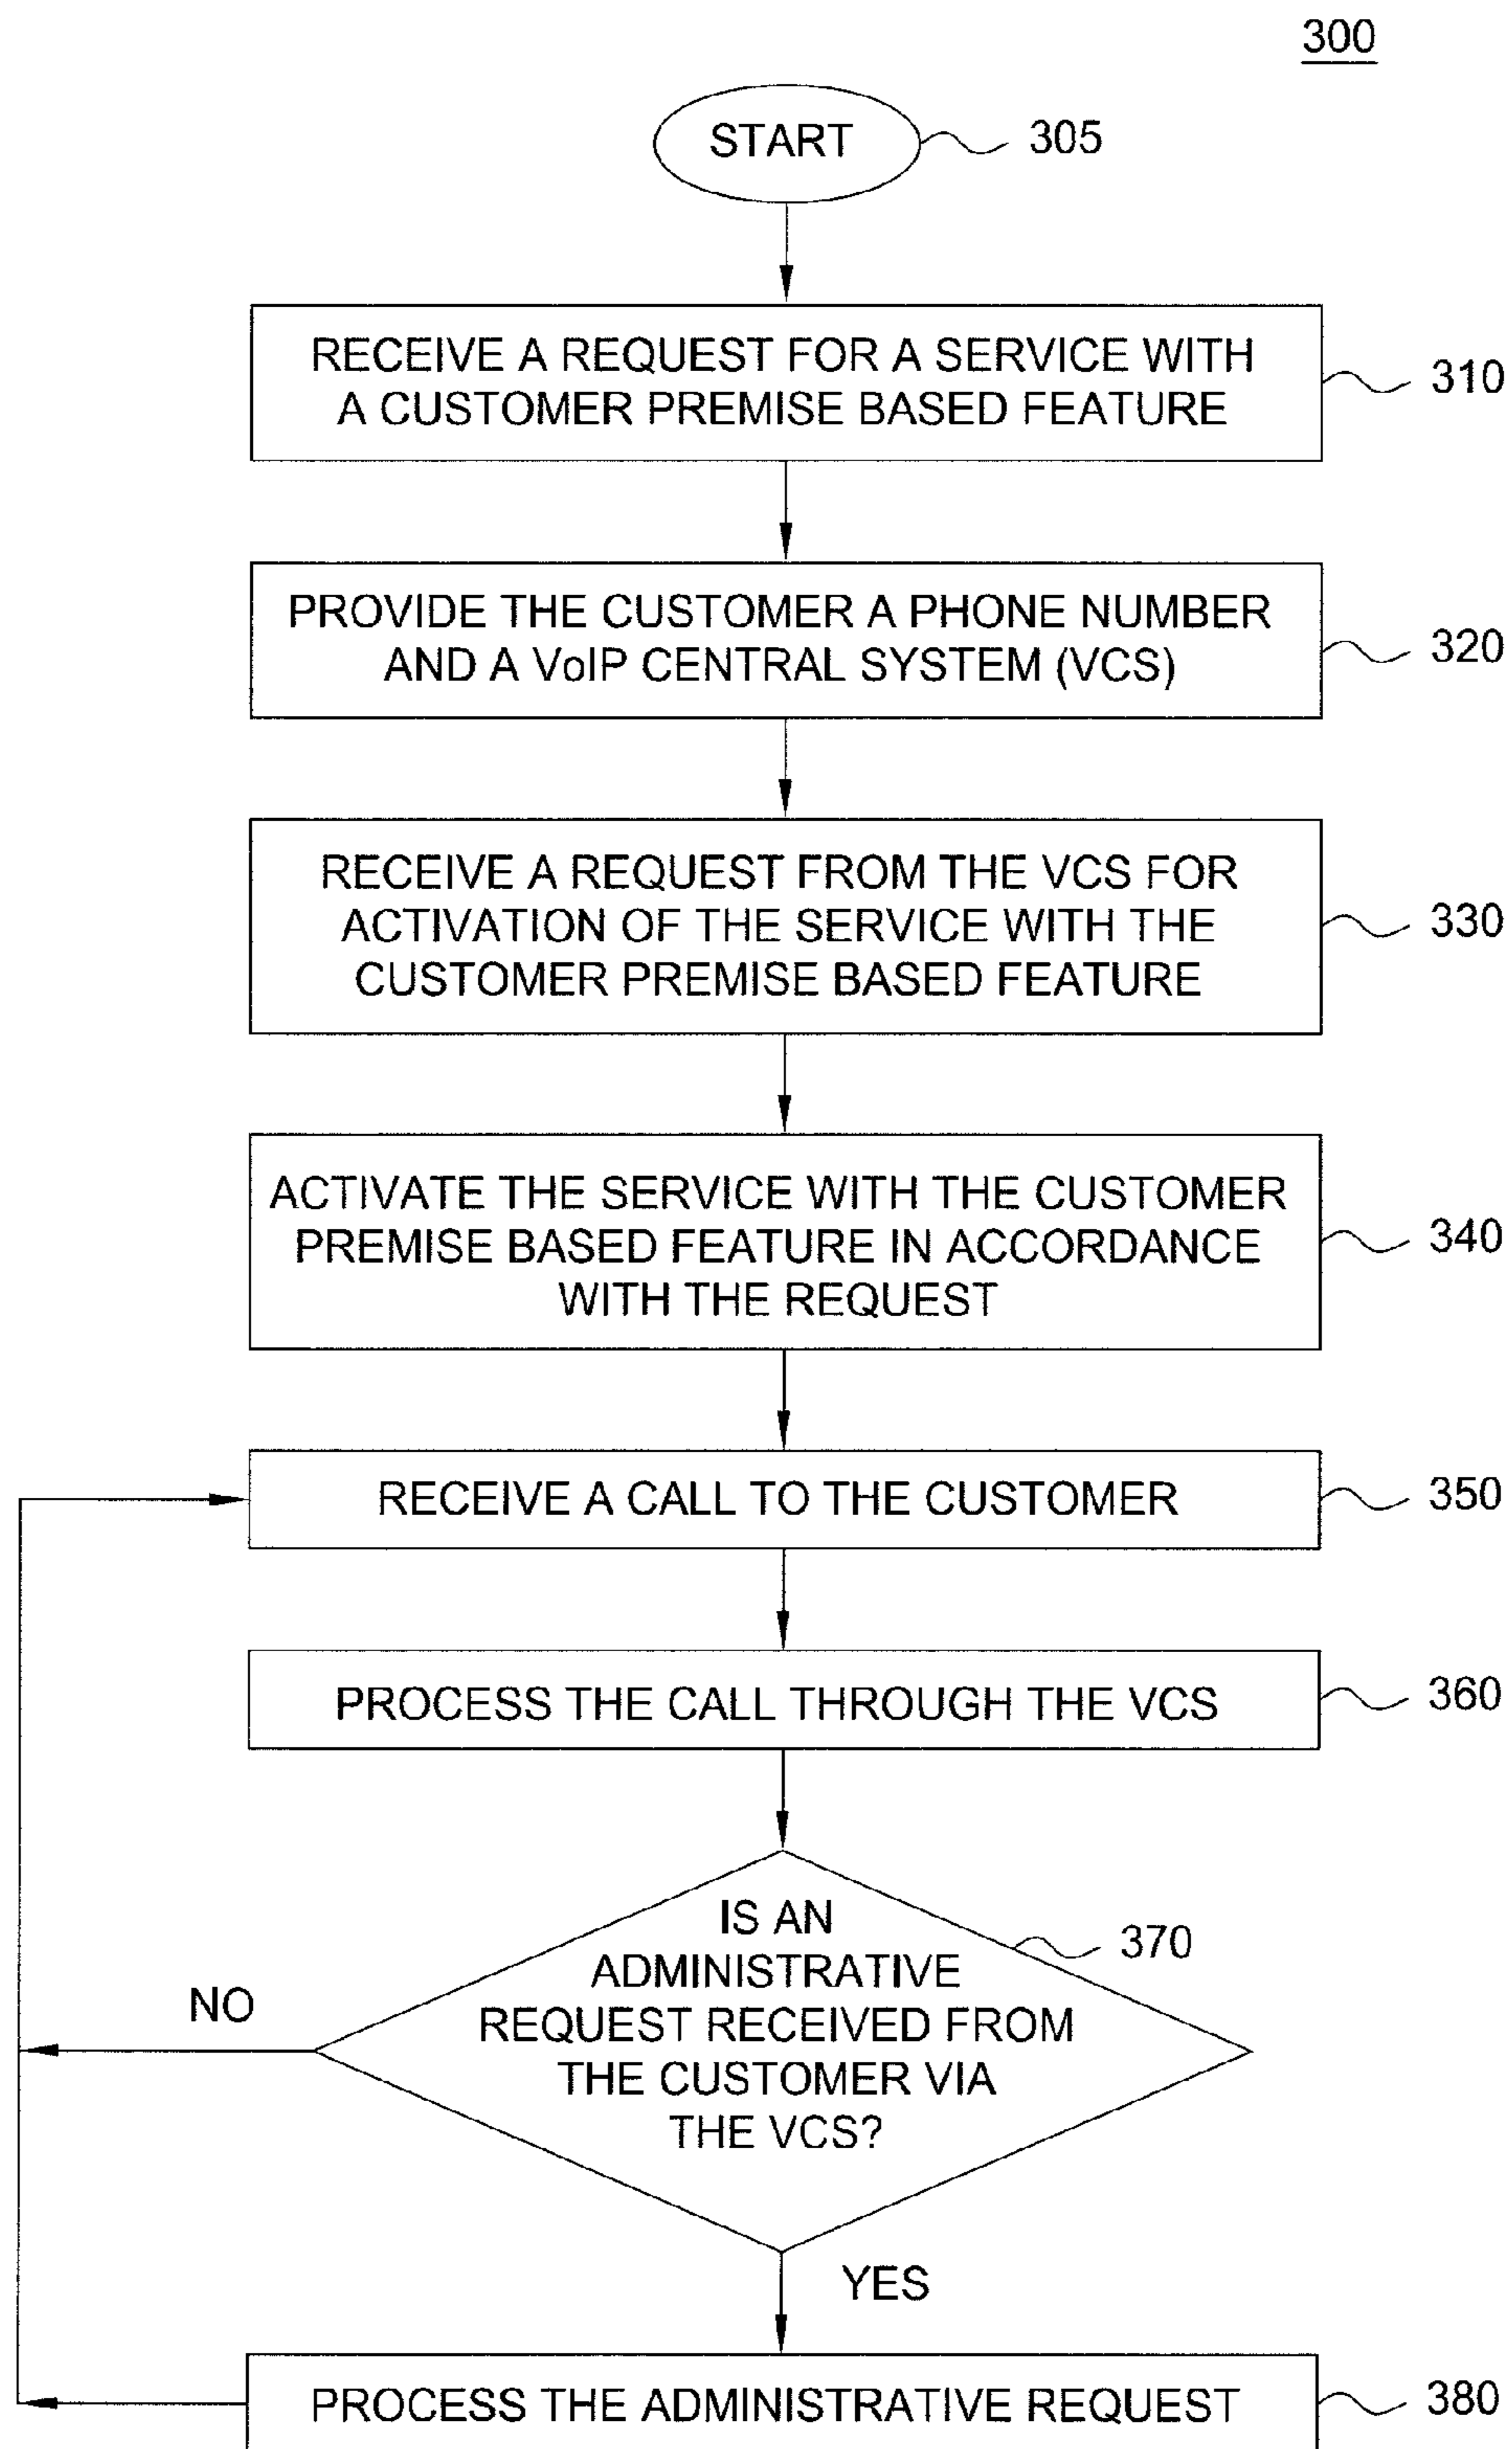 300
START
305
RECEIVE A REQUEST FOR A SERVICE WITH
A CUSTOMER PREMISE BASED FEATURE
310
PROVIDE THE CUSTOMER A PHONE NUMBER
AND A VoIP CENTRAL SYSTEM (VCS)
320
RECEIVE A REQUEST FROM THE VCS FOR
ACTIVATION OF THE SERVICE WITH THE
CUSTOMER PREMISE BASED FEATURE
330
ACTIVATE THE SERVICE WITH THE CUSTOMER
PREMISE BASED FEATURE IN ACCORDANCE
WITH THE REQUEST
340
RECEIVE A CALL TO THE CUSTOMER
350
PROCESS THE CALL THROUGH THE VCS
360
IS AN
ADMINISTRATIVE
REQUEST RECEIVED FROM
THE CUSTOMER VIA
THE VCS?
370
NO
YES
PROCESS THE ADMINISTRATIVE REQUEST
380